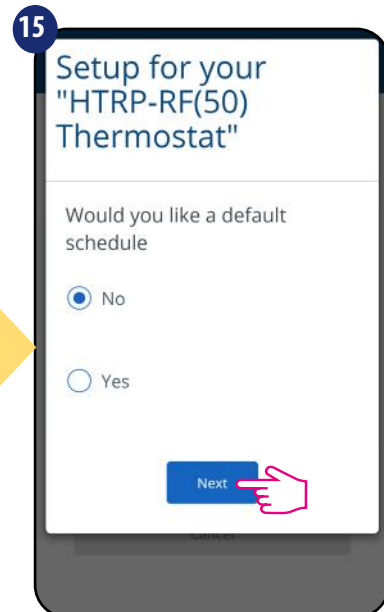 15
Setup for your
"HTRP-RF(50)
Thermostat"
Would you like a default
schedule
No
Yes
Next
Cancel